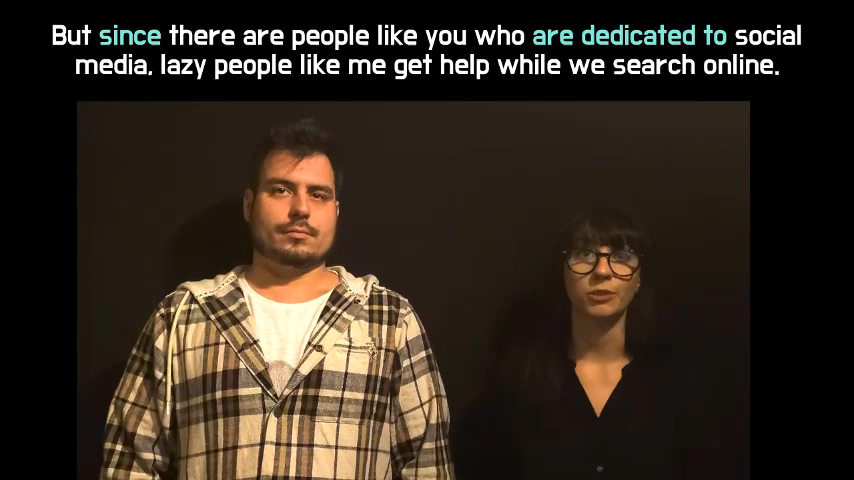 But since there are people like you who are dedicated to social
media, lazy people like me get help while we search online.